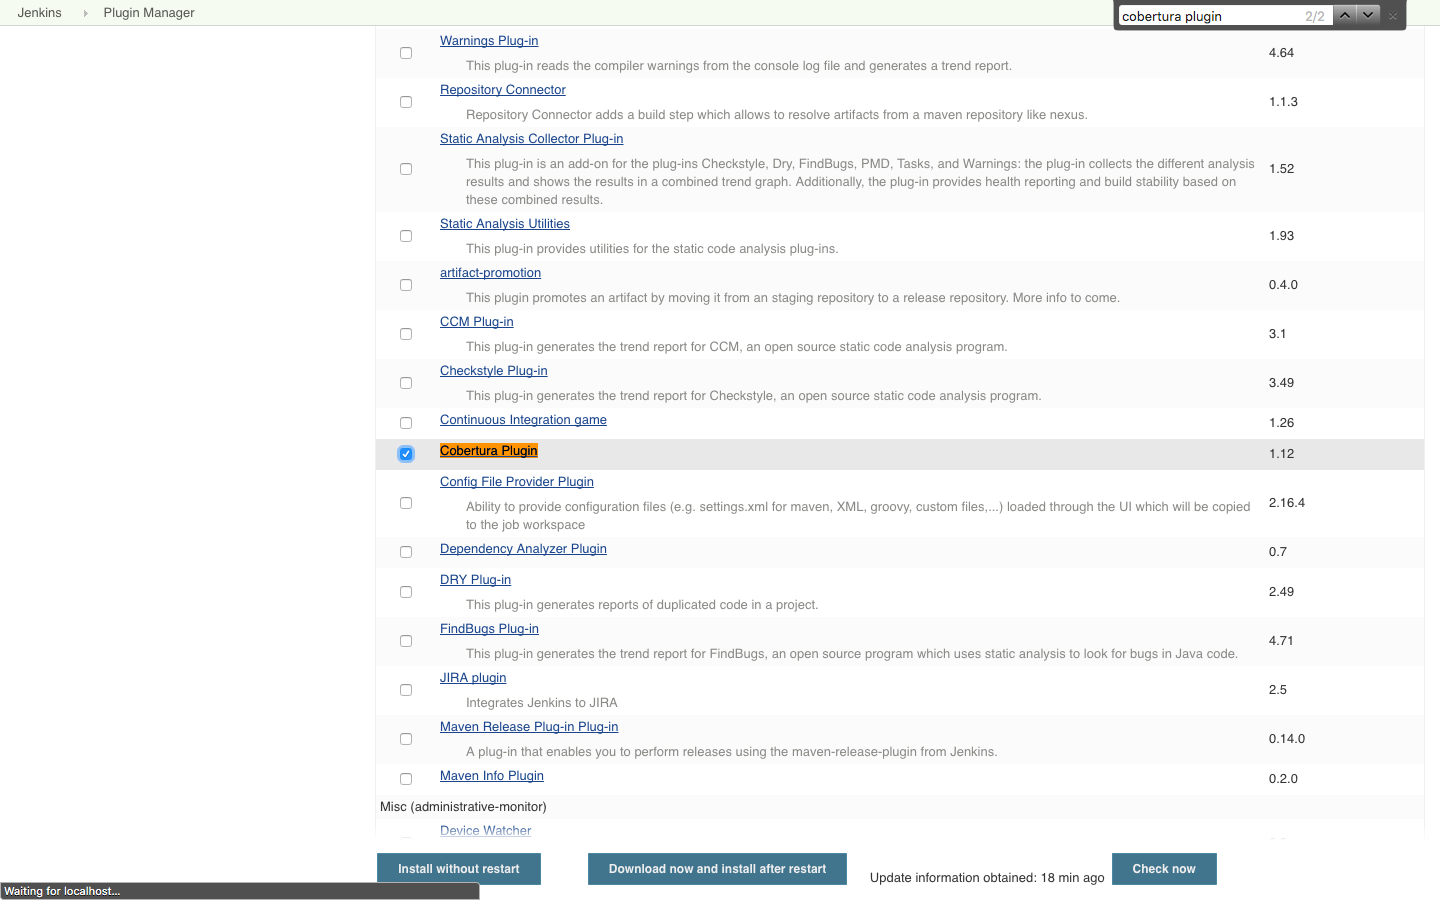 Jenkins Plugin Manager
cobertura plugin 2/2
Warnings Plug-in
This plug-in reads the compiler warnings from the console log file and generates a trend report.
4.64
Repository Connector
Repository Connector adds a build step which allows to resolve artifacts from a maven repository like nexus.
1.1.3
Static Analysis Collector Plug-in
This plug-in is an add-on for the plug-ins Checkstyle, Dry, FindBugs, PMD, Tasks, and Warnings: the plug-in collects the different analysis
results and shows the results in a combined trend graph. Additionally, the plug-in provides health reporting and build stability based on
these combined results.
1.52
Static Analysis Utilities
This plug-in provides utilities for the static code analysis plug-ins.
1.93
artifact-promotion
This plugin promotes an artifact by moving it from an staging repository to a release repository. More info to come.
0.4.0
CCM Plug-in
This plug-in generates the trend report for CCM, an open source static code analysis program.
3.1
Checkstyle Plug-in
This plug-in generates the trend report for Checkstyle, an open source static code analysis program.
3.49
Continuous Integration game
1.26
Cobertura Plugin
1.12
Config File Provider Plugin
Ability to provide configuration files (e.g. settings.xml for maven, XML, groovy, custom files,...) loaded through the UI which will be copied
to the job workspace
2.16.4
Dependency Analyzer Plugin
0.7
DRY Plug-in
This plug-in generates reports of duplicated code in a project.
2.49
FindBugs Plug-in
This plug-in generates the trend report for FindBugs, an open source program which uses static analysis to look for bugs in Java code.
4.71
JIRA plugin
Integrates Jenkins to JIRA
2.5
Maven Release Plug-in Plug-in
A plug-in that enables you to perform releases using the maven-release-plugin from Jenkins.
0.14.0
Maven Info Plugin
0.2.0
Misc (administrative-monitor)
Device Watcher
Install without restart
Download now and install after restart
Update information obtained: 18 min ago
Check now
Waiting for localhost...